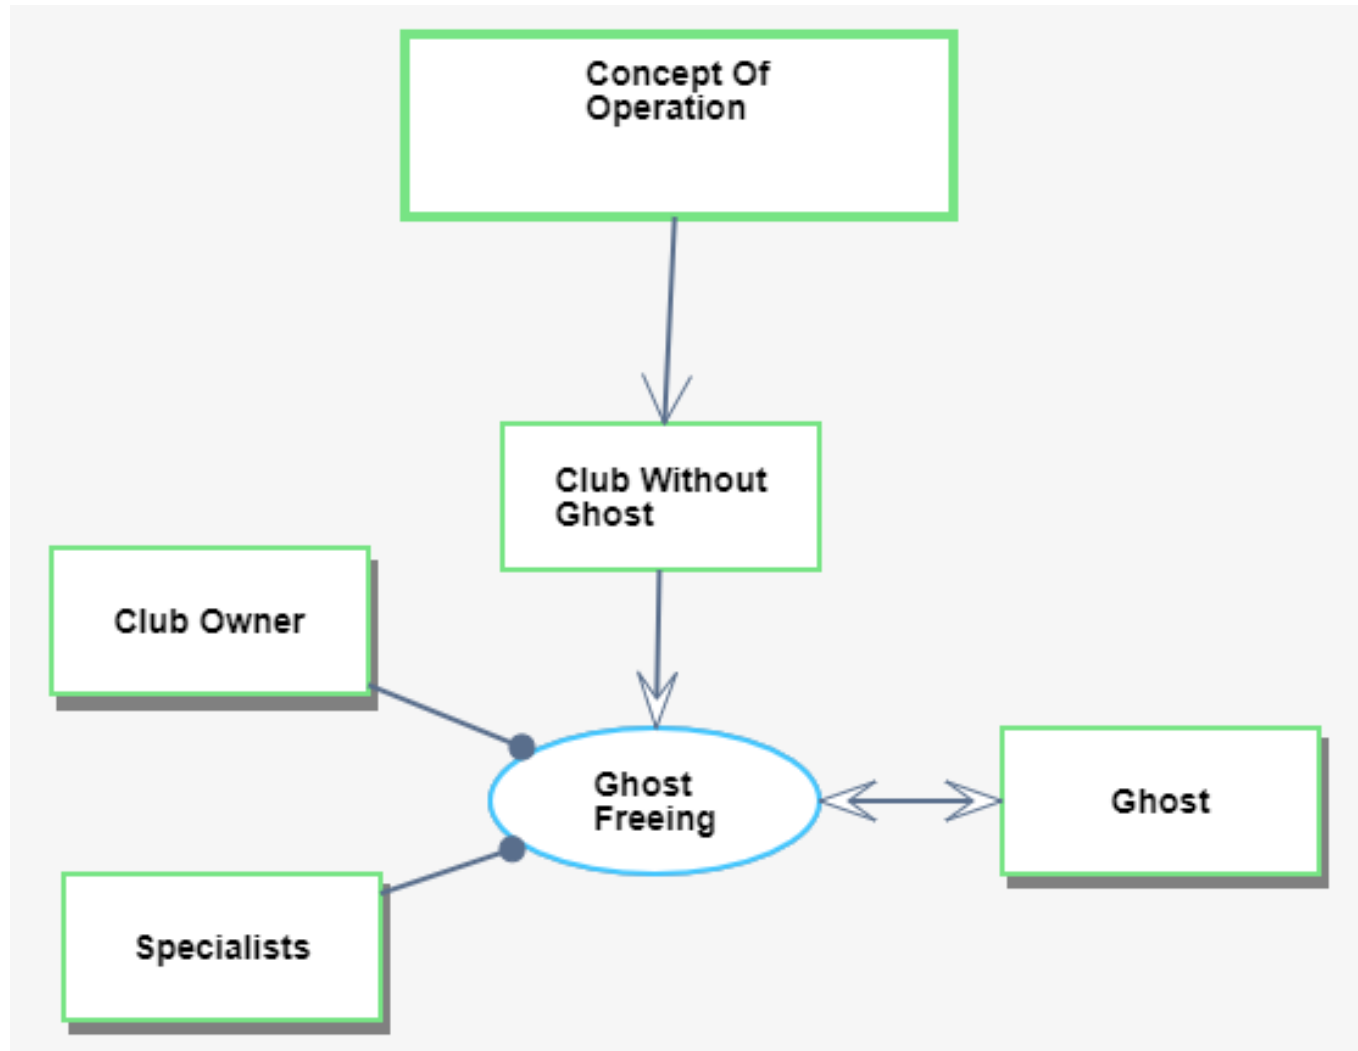 Concept Of
Operation
Club Without
Ghost
Club Owner
Ghost
Freeing
Ghost
Specialists